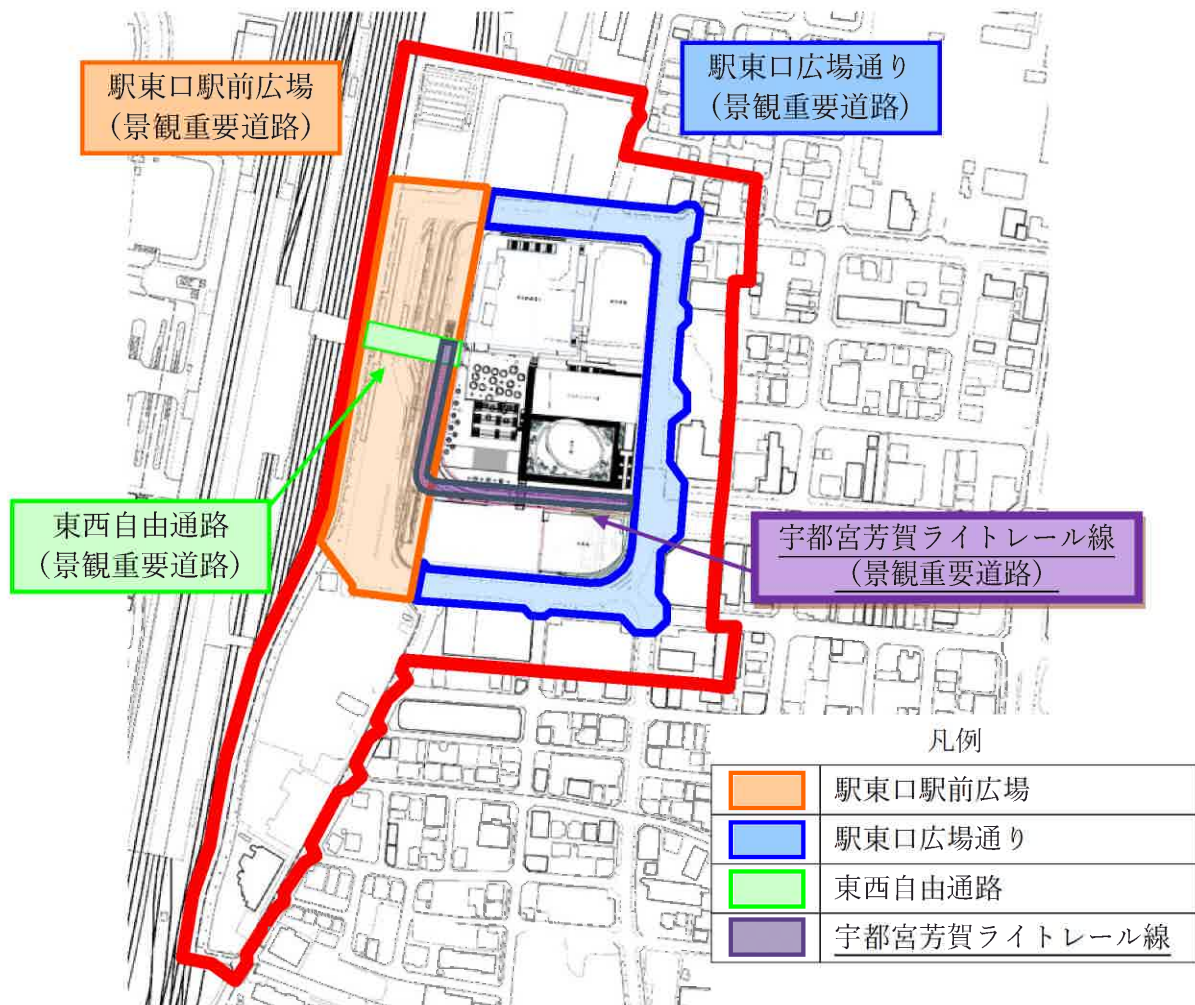 駅東口駅前広場
(景観重要道路)
駅東口広場通り
(景観重要道路)
東西自由通路
(景観重要道路)
宇都宮芳賀ライトレール線
(景観重要道路)
凡例
駅東口駅前広場
駅東口広場通り
東西自由通路
宇都宮芳賀ライトレール線